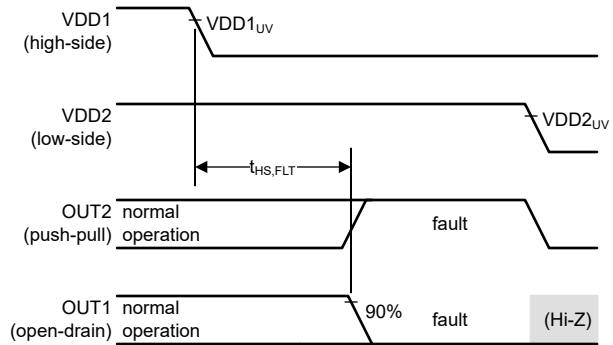 VDD1
(high-side)
VDD1UV
VDD2
(low-side)
VDD2UV
tHS,FLT
OUT2
(push-pull)
normal
operation
fault
OUT1
(open-drain)
normal
operation
90%
fault
(Hi-Z)